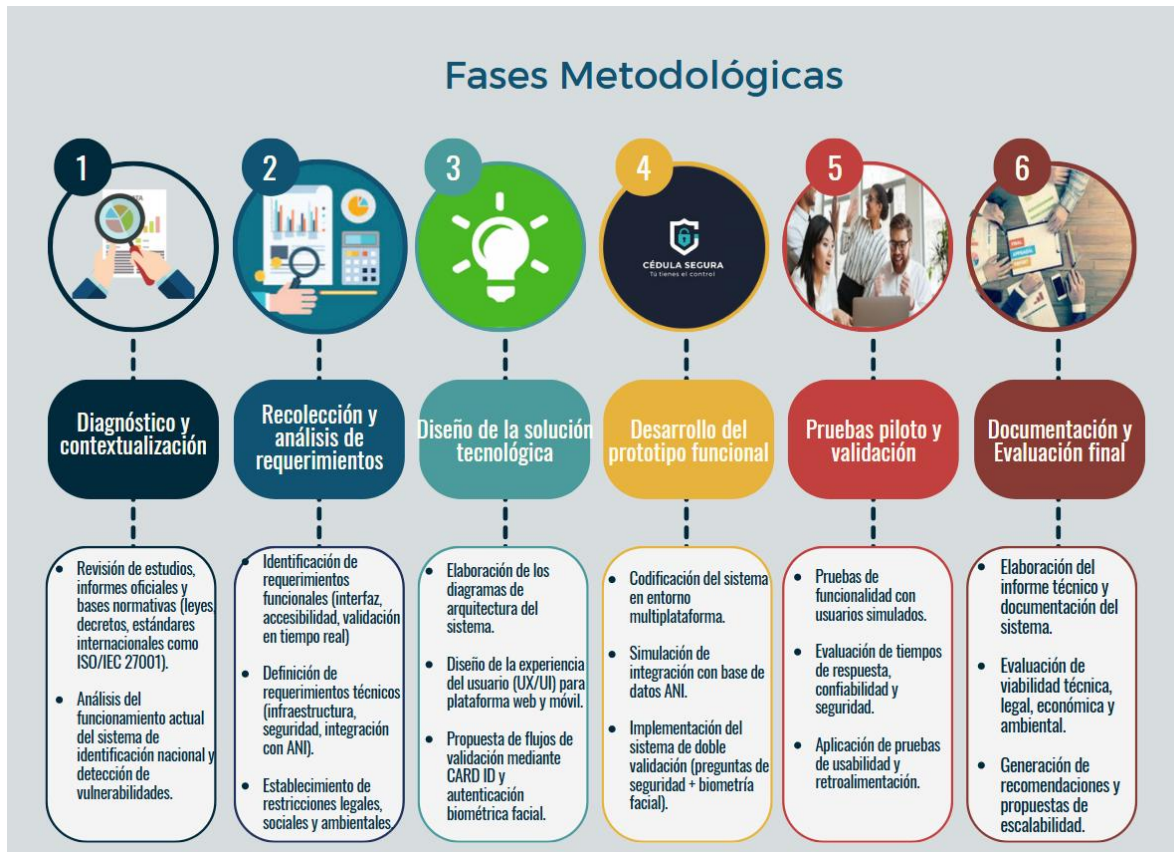 Fases Metodológicas
1
2
3
4
5
6
CÉDULA SEGURA
Tú tienes el control
Diagnóstico y
contextualización
Recolección y
análisis de
requerimientos
Diseño de la solución
tecnológica
Desarrollo del
prototipo funcional
Pruebas piloto y
validación
Documentación y
Evaluación final
• Revisión de estudios,
informes oficiales y
bases normativas (leyes,
decretos, estándares
internacionales como
ISO/IEC 27001).
• Análisis del
funcionamiento actual
del sistema de
identificación nacional y
detección de
vulnerabilidades.
• Identificación de
requerimientos
funcionales (interfaz,
accesibilidad, validación
en tiempo real)
• Definición de
requerimientos técnicos
(infraestructura,
seguridad, integración
con ANI).
• Establecimiento de
restricciones legales,
sociales y ambientales.
• Elaboración de los
diagramas de
arquitectura del
sistema.
• Diseño de la experiencia
del usuario (UX/UI) para
plataforma web y móvil.
• Propuesta de flujos de
validación mediante
CARD ID y
autenticación
biométrica facial.
• Codificación del sistema
en entorno
multiplataforma.
• Simulación de
integración con base de
datos ANI.
• Implementación del
sistema de doble
validación (preguntas de
seguridad + biometría
facial).
• Pruebas de
funcionalidad con
usuarios simulados.
• Evaluación de tiempos
de respuesta,
confiabilidad y
seguridad.
• Aplicación de pruebas
de usabilidad y
retroalimentación.
• Elaboración del
informe técnico y
documentación del
sistema.
• Evaluación de
viabilidad técnica,
legal, económica y
ambiental.
• Generación de
recomendaciones y
propuestas de
escalabilidad.